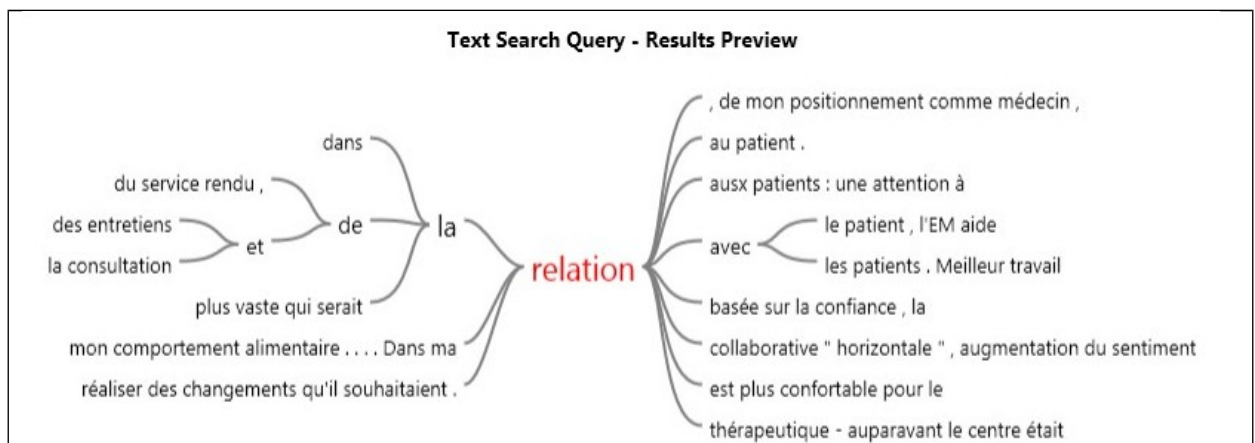 Text Search Query - Results Preview
dans
du service rendu ,
des entretiens
la consultation
et
de
la
plus vaste qui serait
mon comportement alimentaire . . . . Dans ma
réaliser des changements qu'il souhaitaient .
relation
, de mon positionnement comme médecin ,
au patient .
ausx patients : une attention à
avec
le patient , l'EM aide
les patients . Meilleur travail
basée sur la confiance , la
collaborative " horizontale " , augmentation du sentiment
est plus confortable pour le
thérapeutique - auparavant le centre était